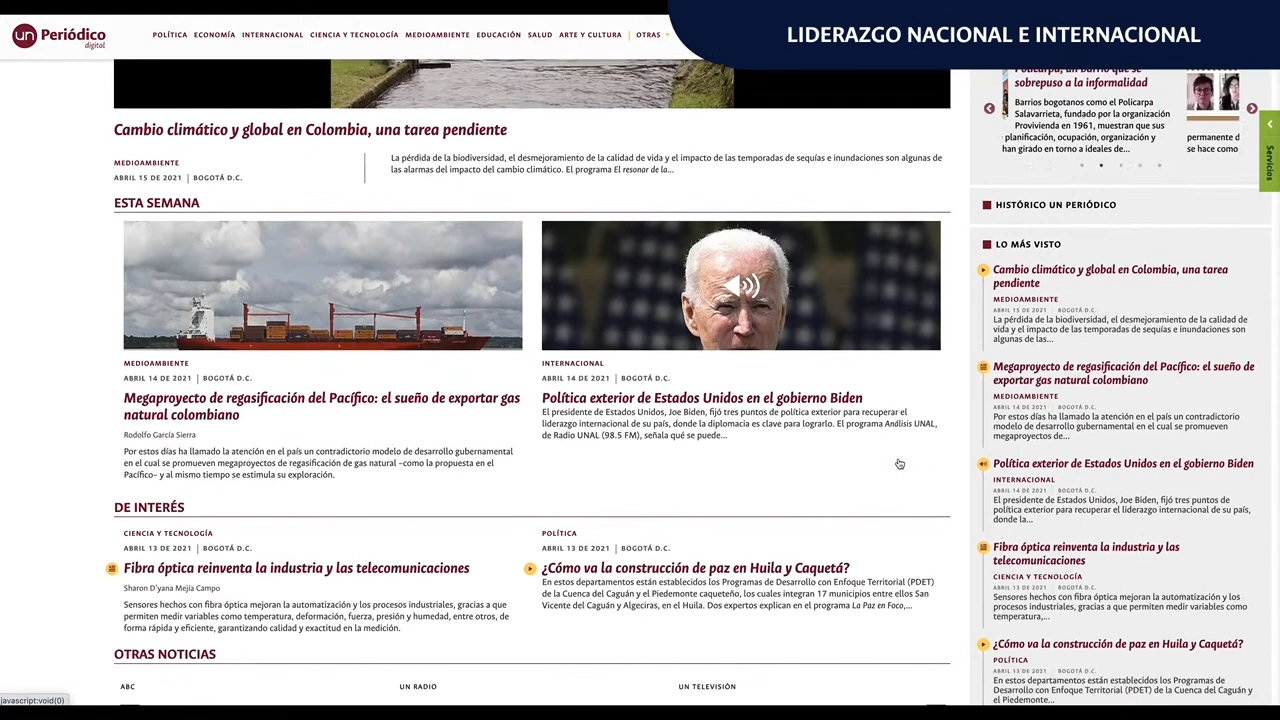 un Periódico
digital
POLÍTICA ECONOMÍA INTERNACIONAL CIENCIA Y TECNOLOGÍA MEDIOAMBIENTE EDUCACIÓN SALUD ARTE Y CULTURA | OTRAS
LIDERAZGO NACIONAL E INTERNACIONAL
Cambio climático y global en Colombia, una tarea pendiente
MEDIOAMBIENTE
ABRIL 15 DE 2021 | BOGOTÁ D.C.
La pérdida de la biodiversidad, el desmejoramiento de la calidad de vida y el impacto de las temporadas de sequías e inundaciones son algunas de
las alarmas del impacto del cambio climático. El programa El resonar de la...
ESTA SEMANA
MEDIOAMBIENTE
ABRIL 14 DE 2021 | BOGOTÁ D.C.
Megaproyecto de regasificación del Pacífico: el sueño de exportar gas
natural colombiano
Rodolfo García Sierra
Por estos días ha llamado la atención en el país un contradictorio modelo de desarrollo gubernamental
en el cual se promueven megaproyectos de regasificación de gas natural –como la propuesta en el
Pacífico– y al mismo tiempo se estimula su exploración.
INTERNACIONAL
ABRIL 14 DE 2021 | BOGOTÁ D.C.
Política exterior de Estados Unidos en el gobierno Biden
El presidente de Estados Unidos, Joe Biden, fijó tres puntos de política exterior para recuperar el
liderazgo internacional de su país, donde la diplomacia es clave para lograrlo. El programa Análisis UNAL,
de Radio UNAL (98.5 FM), señala qué se puede...
DE INTERÉS
CIENCIA Y TECNOLOGÍA
ABRIL 13 DE 2021 | BOGOTÁ D.C.
Fibra óptica reinventa la industria y las telecomunicaciones
Sharon D'yana Mejía Campo
Sensores hechos con fibra óptica mejoran la automatización y los procesos industriales, gracias a que
permiten medir variables como temperatura, deformación, fuerza, presión y humedad, entre otros, de
forma rápida y eficiente, garantizando calidad y exactitud en la medición.
POLÍTICA
ABRIL 13 DE 2021 | BOGOTÁ D.C.
¿Cómo va la construcción de paz en Huila y Caquetá?
En estos departamentos están establecidos los Programas de Desarrollo con Enfoque Territorial (PDET)
de la Cuenca del Caguán y el Piedemonte caqueteño, los cuales integran 17 municipios entre ellos San
Vicente del Caguán y Algeciras, en el Huila. Dos expertos explican en el programa La Paz en Foco,...
OTRAS NOTICIAS
ABC
UN RADIO
UN TELEVISIÓN
Policarpa, un barrio que se
sobrepuso a la informalidad
Barrios bogotanos como el Policarpa
Salavarrieta, fundado por la organización
Provivienda en 1961, muestran que sus
planificación, ocupación, organización y
han girado en torno a ideales de...
permanente d
se hace como
Servicios
HISTÓRICO UN PERIÓDICO
LO MÁS VISTO
Cambio climático y global en Colombia, una tarea
pendiente
MEDIOAMBIENTE
ABRIL 15 DE 2021 | BOGOTÁ D.C.
La pérdida de la biodiversidad, el desmejoramiento de la calidad de
vida y el impacto de las temporadas de sequías e inundaciones son
algunas de las...
Megaproyecto de regasificación del Pacífico: el sueño de
exportar gas natural colombiano
MEDIOAMBIENTE
ABRIL 14 DE 2021 | BOGOTÁ D.C.
Por estos días ha llamado la atención en el país un contradictorio
modelo de desarrollo gubernamental en el cual se promueven
megaproyectos de...
Política exterior de Estados Unidos en el gobierno Biden
INTERNACIONAL
ABRIL 14 DE 2021 | BOGOTÁ D.C.
El presidente de Estados Unidos, Joe Biden, fijó tres puntos de
política exterior para recuperar el liderazgo internacional de su país,
donde la...
Fibra óptica reinventa la industria y las
telecomunicaciones
CIENCIA Y TECNOLOGÍA
ABRIL 13 DE 2021 | BOGOTÁ D.C.
Sensores hechos con fibra óptica mejoran la automatización y los
procesos industriales, gracias a que permiten medir variables como
temperatura,...
¿Cómo va la construcción de paz en Huila y Caquetá?
POLÍTICA
ABRIL 13 DE 2021 | BOGOTÁ D.C.
En estos departamentos están establecidos los Programas de
Desarrollo con Enfoque Territorial (PDET) de la Cuenca del Caguán y
el Piedemonte...
javascript:void(0)